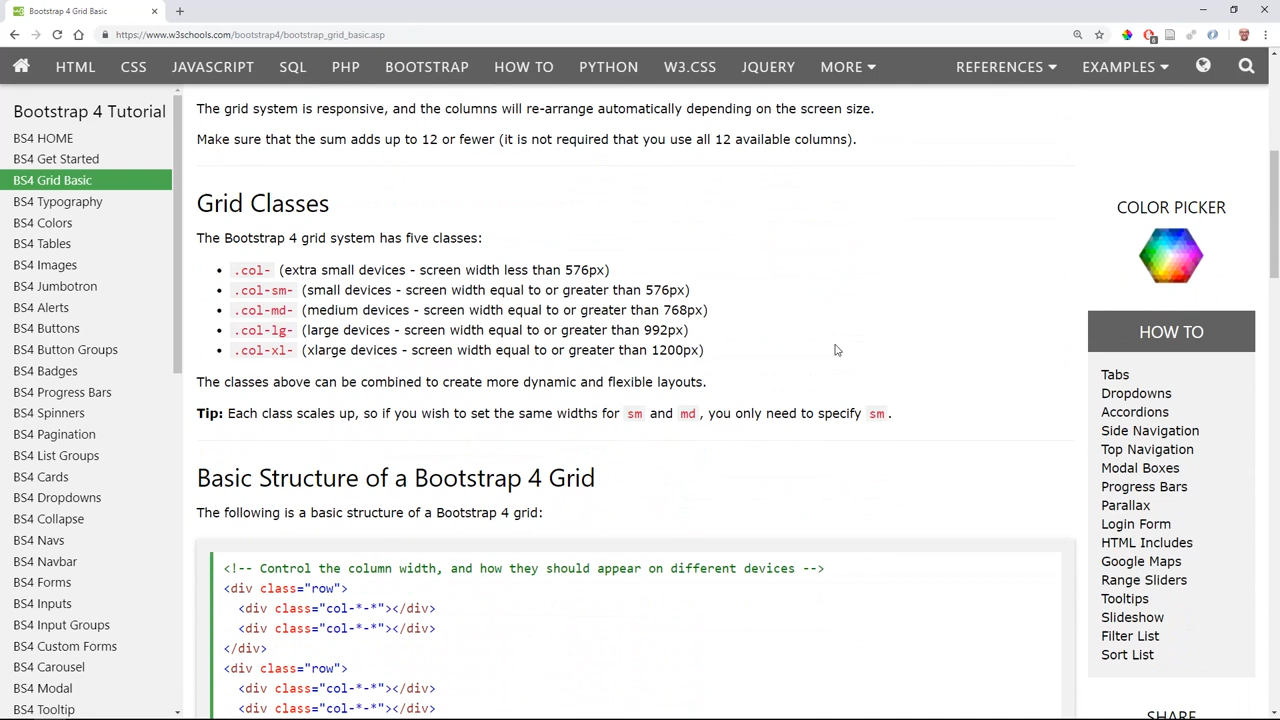 Bootstrap 4 Grid Basic
https://www.w3schools.com/bootstrap4/bootstrap_grid_basic.asp
6
HTML CSS JAVASCRIPT SQL PHP BOOTSTRAP HOW TO PYTHON W3.CSS JQUERY MORE REFERENCES EXAMPLES
Bootstrap 4 Tutorial
BS4 HOME
BS4 Get Started
BS4 Grid Basic
BS4 Typography
BS4 Colors
BS4 Tables
BS4 Images
BS4 Jumbotron
BS4 Alerts
BS4 Buttons
BS4 Button Groups
BS4 Badges
BS4 Progress Bars
BS4 Spinners
BS4 Pagination
BS4 List Groups
BS4 Cards
BS4 Dropdowns
BS4 Collapse
BS4 Navs
BS4 Navbar
BS4 Forms
BS4 Inputs
BS4 Input Groups
BS4 Custom Forms
BS4 Carousel
BS4 Modal
BS4 Tooltip
The grid system is responsive, and the columns will re-arrange automatically depending on the screen size.
Make sure that the sum adds up to 12 or fewer (it is not required that you use all 12 available columns).
Grid Classes
The Bootstrap 4 grid system has five classes:
• .col- (extra small devices - screen width less than 576px)
• .col-sm- (small devices - screen width equal to or greater than 576px)
• .col-md- (medium devices - screen width equal to or greater than 768px)
• .col-lg- (large devices - screen width equal to or greater than 992px)
• .col-xl- (xlarge devices - screen width equal to or greater than 1200px)
The classes above can be combined to create more dynamic and flexible layouts.
Tip: Each class scales up, so if you wish to set the same widths for sm and md, you only need to specify sm.
Basic Structure of a Bootstrap 4 Grid
The following is a basic structure of a Bootstrap 4 grid:
<!-- Control the column width, and how they should appear on different devices -->
<div class="row">
<div class="col-*-*"></div>
<div class="col-*-*"></div>
</div>
<div class="row">
<div class="col-*-*"></div>
<div class="col-*-*"></div>
COLOR PICKER
HOW TO
Tabs
Dropdowns
Accordions
Side Navigation
Top Navigation
Modal Boxes
Progress Bars
Parallax
Login Form
HTML Includes
Google Maps
Range Sliders
Tooltips
Slideshow
Filter List
Sort List
SHARE